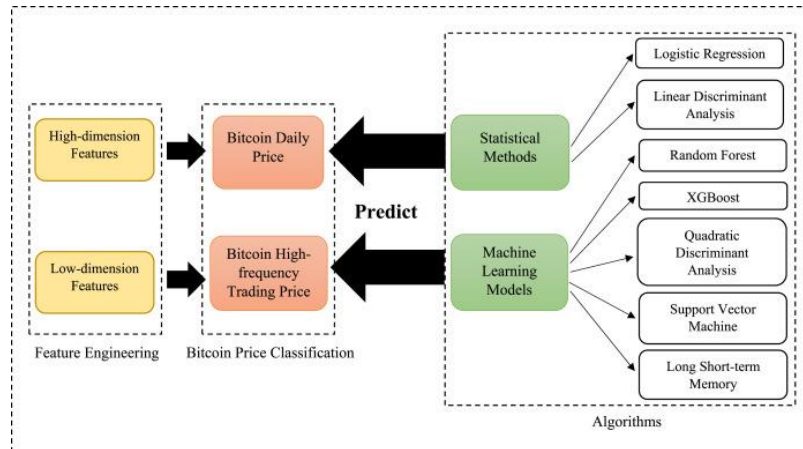 High-dimension
Features
Low-dimension
Features
Feature Engineering
Bitcoin Daily
Price
Bitcoin High-
frequency
Trading Price
Bitcoin Price Classification
Predict
Statistical
Methods
Machine
Learning
Models
Logistic Regression
Linear Discriminant
Analysis
Random Forest
XGBoost
Quadratic
Discriminant
Analysis
Support Vector
Machine
Long Short-term
Memory
Algorithms